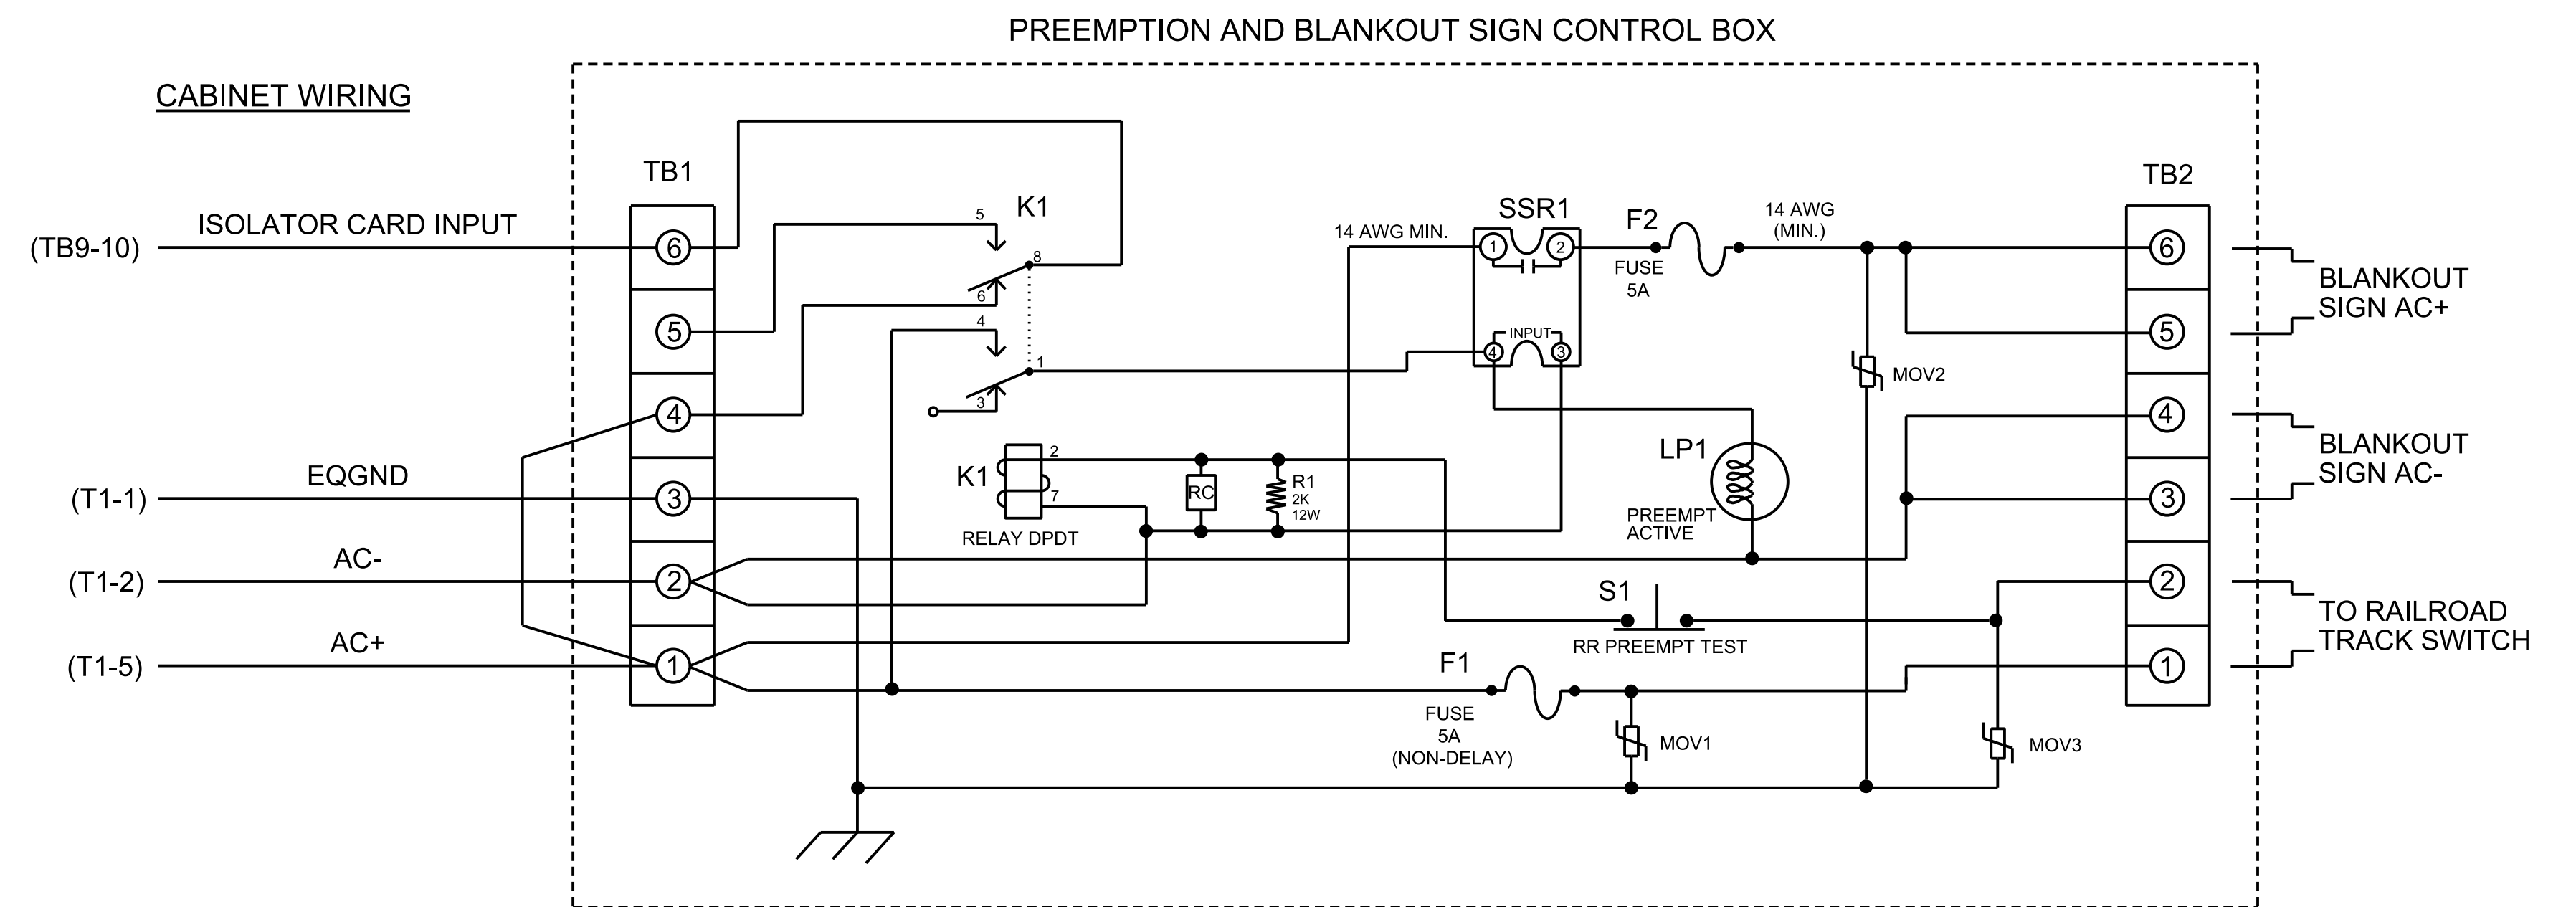 PREEMPTION AND BLANKOUT SIGN CONTROL BOX
CABINET WIRING
TB1
TB2
(TB9-10)
ISOLATOR CARD INPUT
(T1-1)
EQGND
(T1-2)
AC-
(T1-5)
AC+
6
5
4
3
2
1
K1
5
8
6
4
1
3
K1
2
7
RELAY DPDT
RC
R1
2K
12W
14 AWG MIN.
SSR1
1
2
INPUT
4
3
F2
FUSE
5A
14 AWG
(MIN.)
MOV2
LP1
PREEMPT
ACTIVE
S1
RR PREEMPT TEST
F1
FUSE
5A
(NON-DELAY)
MOV1
MOV3
6
5
4
3
2
1
BLANKOUT
SIGN AC+
BLANKOUT
SIGN AC-
TO RAILROAD
TRACK SWITCH